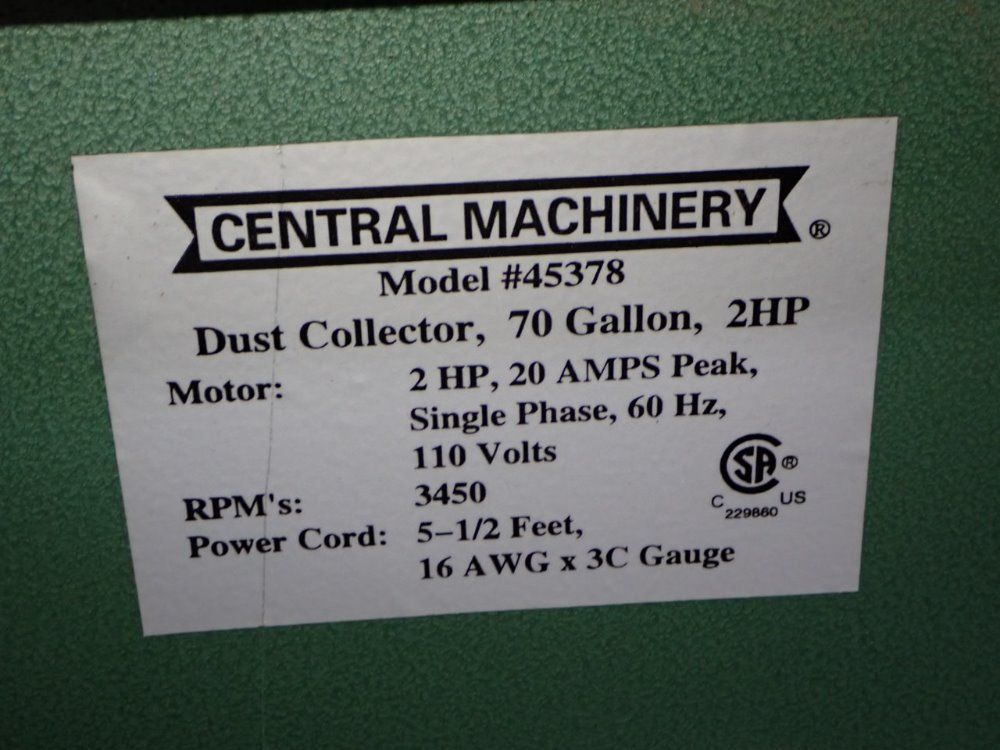 CENTRAL MACHINERY ®
Model #45378
Dust Collector, 70 Gallon, 2HP
Motor: 2 HP, 20 AMPS Peak,
Single Phase, 60 Hz,
110 Volts
RPM's: 3450
Power Cord: 5-1/2 Feet,
16 AWG x 3C Gauge
SA ®
C US
229860